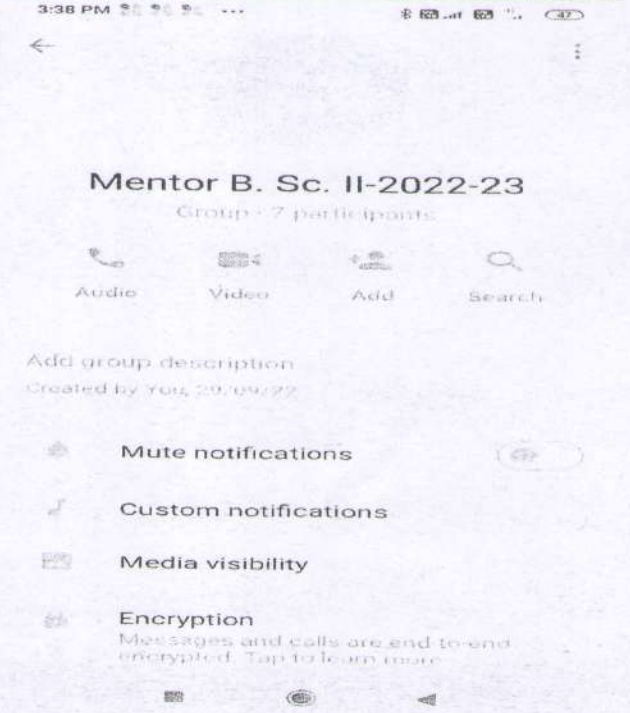 3:38 PM ...
47
Mentor B. Sc. II-2022-23
Group · 7 participants
Audio Video Add Search
Add group description
Created by You, 29/09/22
Mute notifications
Custom notifications
Media visibility
Encryption
Messages and calls are end-to-end
encrypted. Tap to learn more.